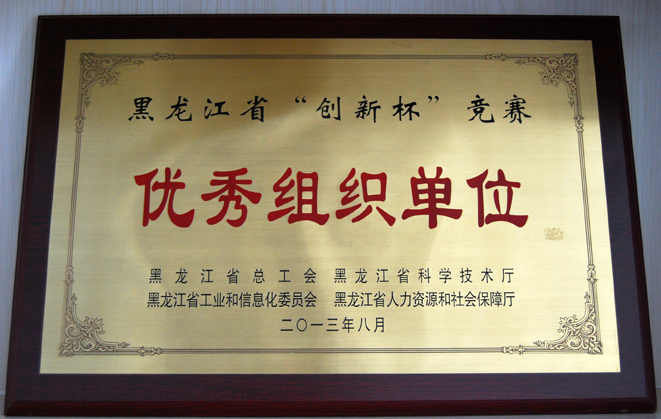 黑龙江省“创新杯”竞赛
优秀组织单位
黑龙江省总工会 黑龙江省科学技术厅
黑龙江省工业和信息化委员会 黑龙江省人力资源和社会保障厅
二〇一三年八月